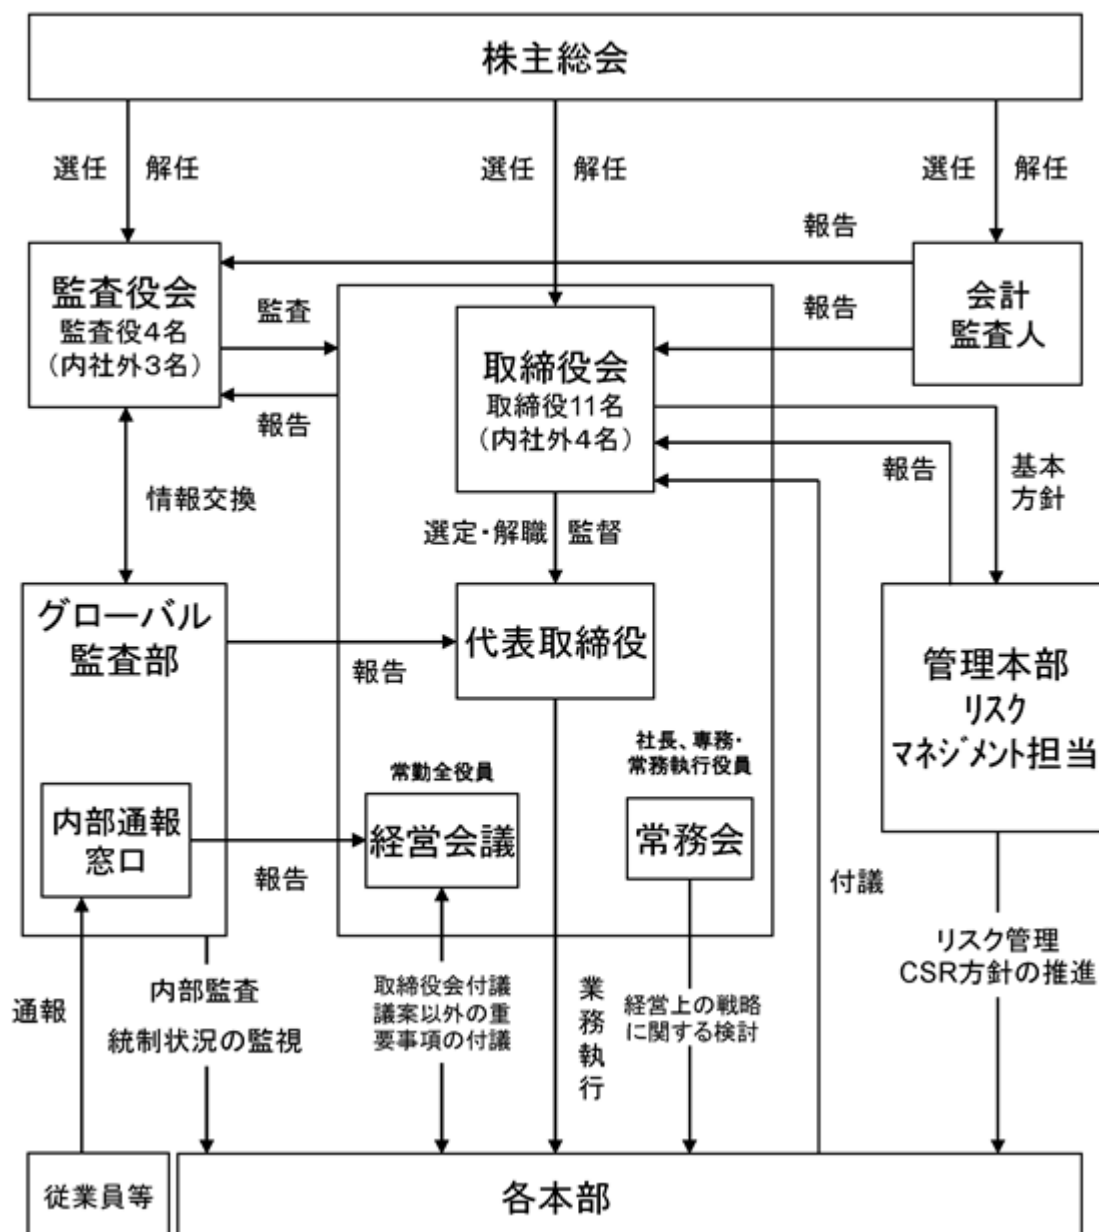 株主総会
選任
解任
選任
解任
選任
解任
報告
監査役会
監査役4名
(内社外3名)
監査
報告
会計
監査人
報告
取締役会
取締役11名
(内社外4名)
報告
基本
方針
情報交換
選定・解職
監督
グローバル
監査部
報告
代表取締役
管理本部
リスク
マネジメント担当
常勤全役員
社長、専務・
常務執行役員
内部通報
窓口
報告
経営会議
常務会
付議
通報
内部監査
統制状況の監視
取締役会付議
議案以外の重
要事項の付議
業務執行
経営上の戦略
に関する検討
リスク管理
CSR方針の推進
従業員等
各本部